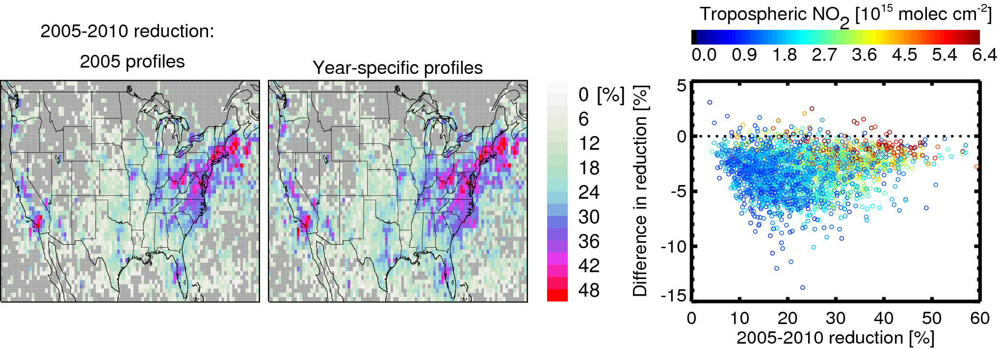 2005-2010 reduction:
2005 profiles
Year-specific profiles
0 [%]
6
12
18
24
30
36
42
48
Tropospheric NO2 [10^15 molec cm^-2]
0.0 0.9 1.8 2.7 3.6 4.5 5.4 6.4
Difference in reduction [%]
5
0
-5
-10
-15
0 10 20 30 40 50 60
2005-2010 reduction [%]